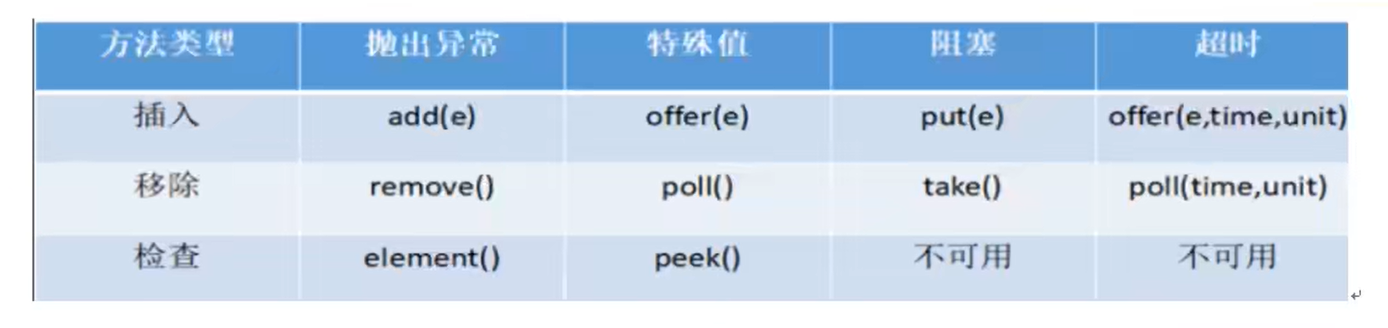 方法类型 抛出异常 特殊值 阻塞 超时
插入 add(e) offer(e) put(e) offer(e,time,unit)
移除 remove() poll() take() poll(time,unit)
检查 element() peek() 不可用 不可用